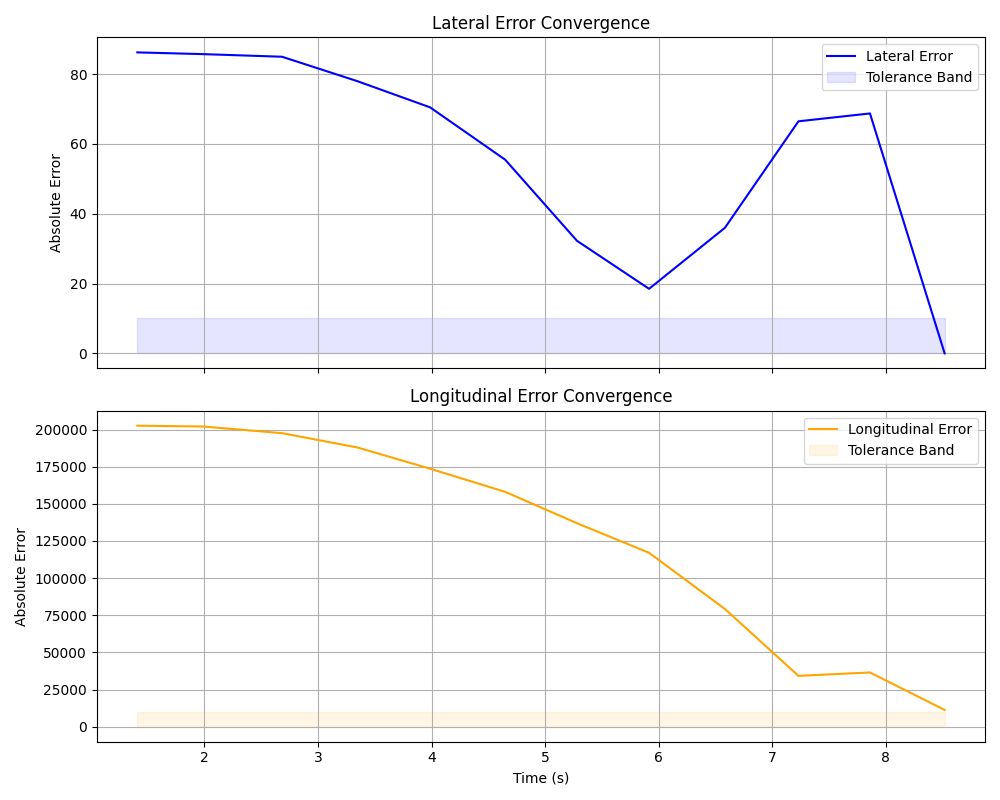 Lateral Error Convergence
Lateral Error
Tolerance Band
Absolute Error
80
60
40
20
0
Longitudinal Error Convergence
Longitudinal Error
Tolerance Band
Absolute Error
200000
175000
150000
125000
100000
75000
50000
25000
0
2 3 4 5 6 7 8
Time (s)